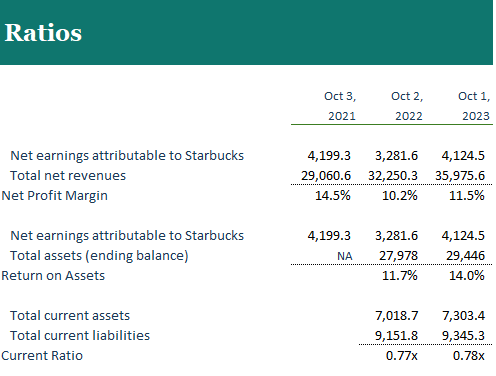 Ratios
Oct 3, Oct 2, Oct 1,
2021 2022 2023
Net earnings attributable to Starbucks 4,199.3 3,281.6 4,124.5
Total net revenues 29,060.6 32,250.3 35,975.6
Net Profit Margin 14.5% 10.2% 11.5%
Net earnings attributable to Starbucks 4,199.3 3,281.6 4,124.5
Total assets (ending balance) NA 27,978 29,446
Return on Assets 11.7% 14.0%
Total current assets 7,018.7 7,303.4
Total current liabilities 9,151.8 9,345.3
Current Ratio 0.77x 0.78x